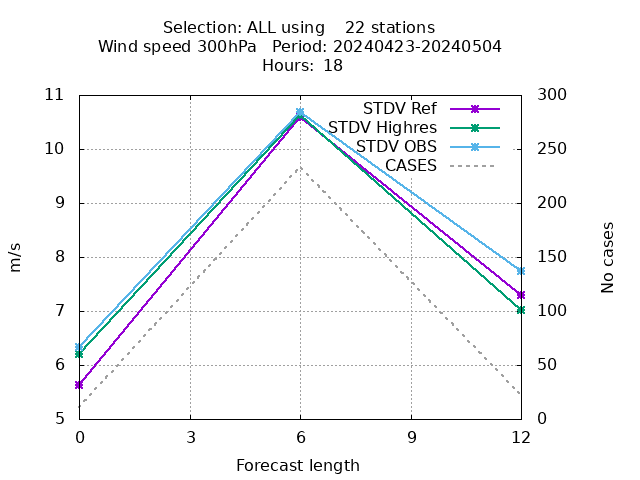 Selection: ALL using    22 stations
Wind speed 300hPa   Period: 20240423-20240504
Hours: 18
11 300
STDV Ref
STDV Highres
10 250
STDV OBS
CASES
9 200
8 150
m/s
No cases
7 100
6 50
5 0
0 3 6 9 12
Forecast length